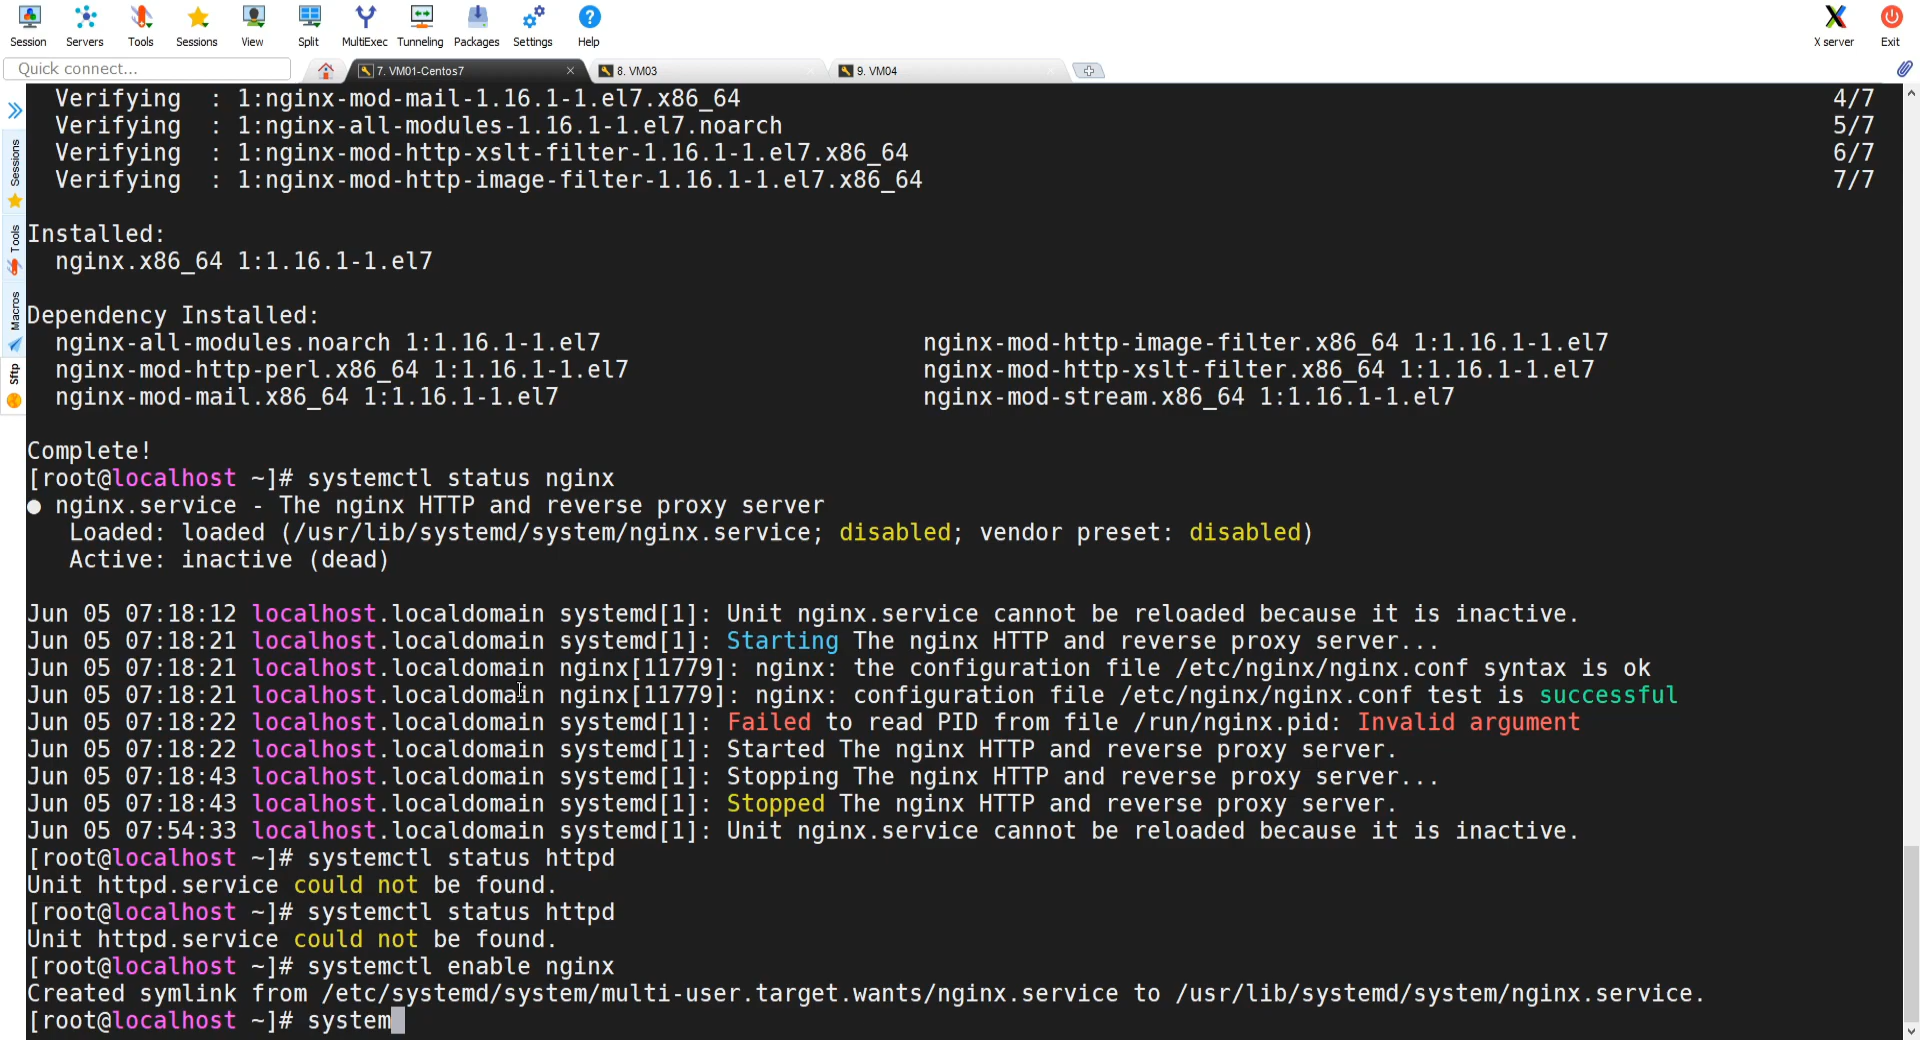 Session Servers Tools Sessions View Split MultiExec Tunneling Packages Settings Help X server Exit
Quick connect...
7. VM01-Centos7
8. VM03
9. VM04
Sessions
Tools
Macros
Sftp
Verifying : 1:nginx-mod-mail-1.16.1-1.el7.x86_64 4/7
Verifying : 1:nginx-all-modules-1.16.1-1.el7.noarch 5/7
Verifying : 1:nginx-mod-http-xslt-filter-1.16.1-1.el7.x86_64 6/7
Verifying : 1:nginx-mod-http-image-filter-1.16.1-1.el7.x86_64 7/7
Installed:
nginx.x86_64 1:1.16.1-1.el7
Dependency Installed:
nginx-all-modules.noarch 1:1.16.1-1.el7 nginx-mod-http-image-filter.x86_64 1:1.16.1-1.el7
nginx-mod-http-perl.x86_64 1:1.16.1-1.el7 nginx-mod-http-xslt-filter.x86_64 1:1.16.1-1.el7
nginx-mod-mail.x86_64 1:1.16.1-1.el7 nginx-mod-stream.x86_64 1:1.16.1-1.el7
Complete!
[root@localhost ~]# systemctl status nginx
● nginx.service - The nginx HTTP and reverse proxy server
Loaded: loaded (/usr/lib/systemd/system/nginx.service; disabled; vendor preset: disabled)
Active: inactive (dead)
Jun 05 07:18:12 localhost.localdomain systemd[1]: Unit nginx.service cannot be reloaded because it is inactive.
Jun 05 07:18:21 localhost.localdomain systemd[1]: Starting The nginx HTTP and reverse proxy server...
Jun 05 07:18:21 localhost.localdomain nginx[11779]: nginx: the configuration file /etc/nginx/nginx.conf syntax is ok
Jun 05 07:18:21 localhost.localdomain nginx[11779]: nginx: configuration file /etc/nginx/nginx.conf test is successful
Jun 05 07:18:22 localhost.localdomain systemd[1]: Failed to read PID from file /run/nginx.pid: Invalid argument
Jun 05 07:18:22 localhost.localdomain systemd[1]: Started The nginx HTTP and reverse proxy server.
Jun 05 07:18:43 localhost.localdomain systemd[1]: Stopping The nginx HTTP and reverse proxy server...
Jun 05 07:18:43 localhost.localdomain systemd[1]: Stopped The nginx HTTP and reverse proxy server.
Jun 05 07:54:33 localhost.localdomain systemd[1]: Unit nginx.service cannot be reloaded because it is inactive.
[root@localhost ~]# systemctl status httpd
Unit httpd.service could not be found.
[root@localhost ~]# systemctl status httpd
Unit httpd.service could not be found.
[root@localhost ~]# systemctl enable nginx
Created symlink from /etc/systemd/system/multi-user.target.wants/nginx.service to /usr/lib/systemd/system/nginx.service.
[root@localhost ~]# system